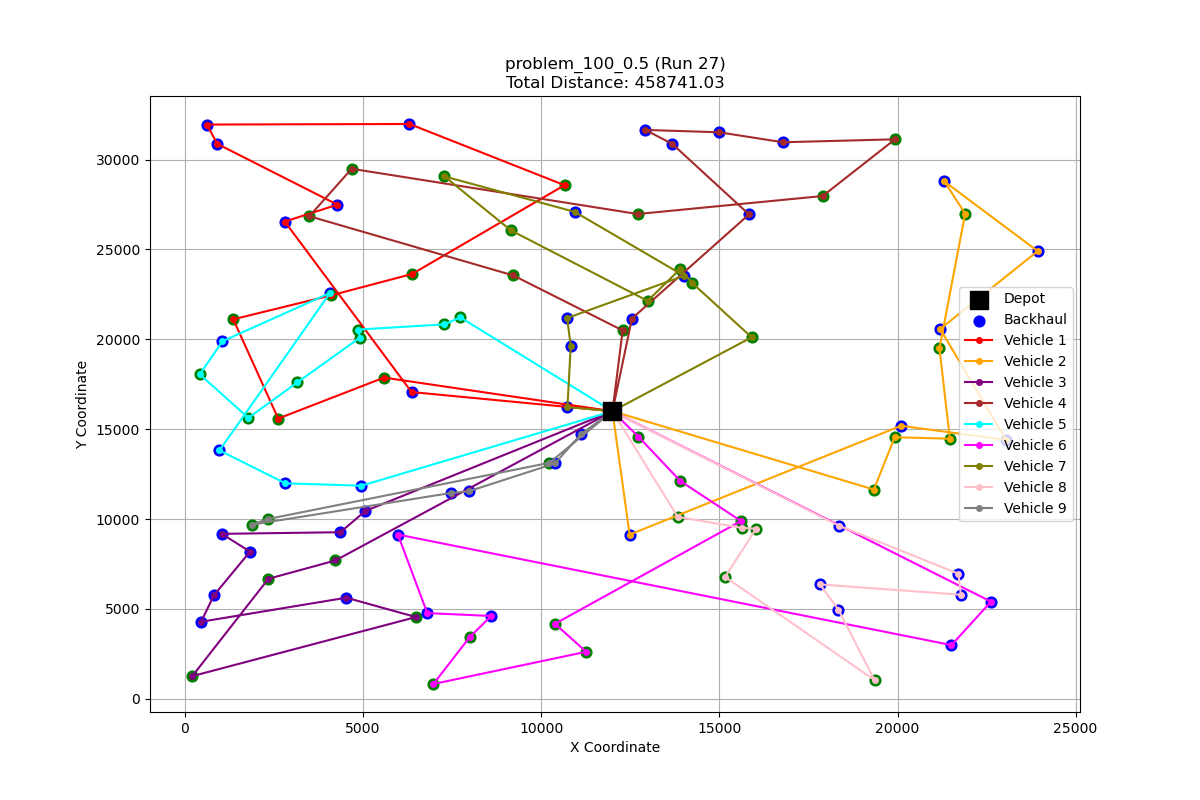 problem_100_0.5 (Run 27)
Total Distance: 458741.03
Y Coordinate
30000
25000
20000
15000
10000
5000
0
Depot
Backhaul
Vehicle 1
Vehicle 2
Vehicle 3
Vehicle 4
Vehicle 5
Vehicle 6
Vehicle 7
Vehicle 8
Vehicle 9
0 5000 10000 15000 20000 25000
X Coordinate